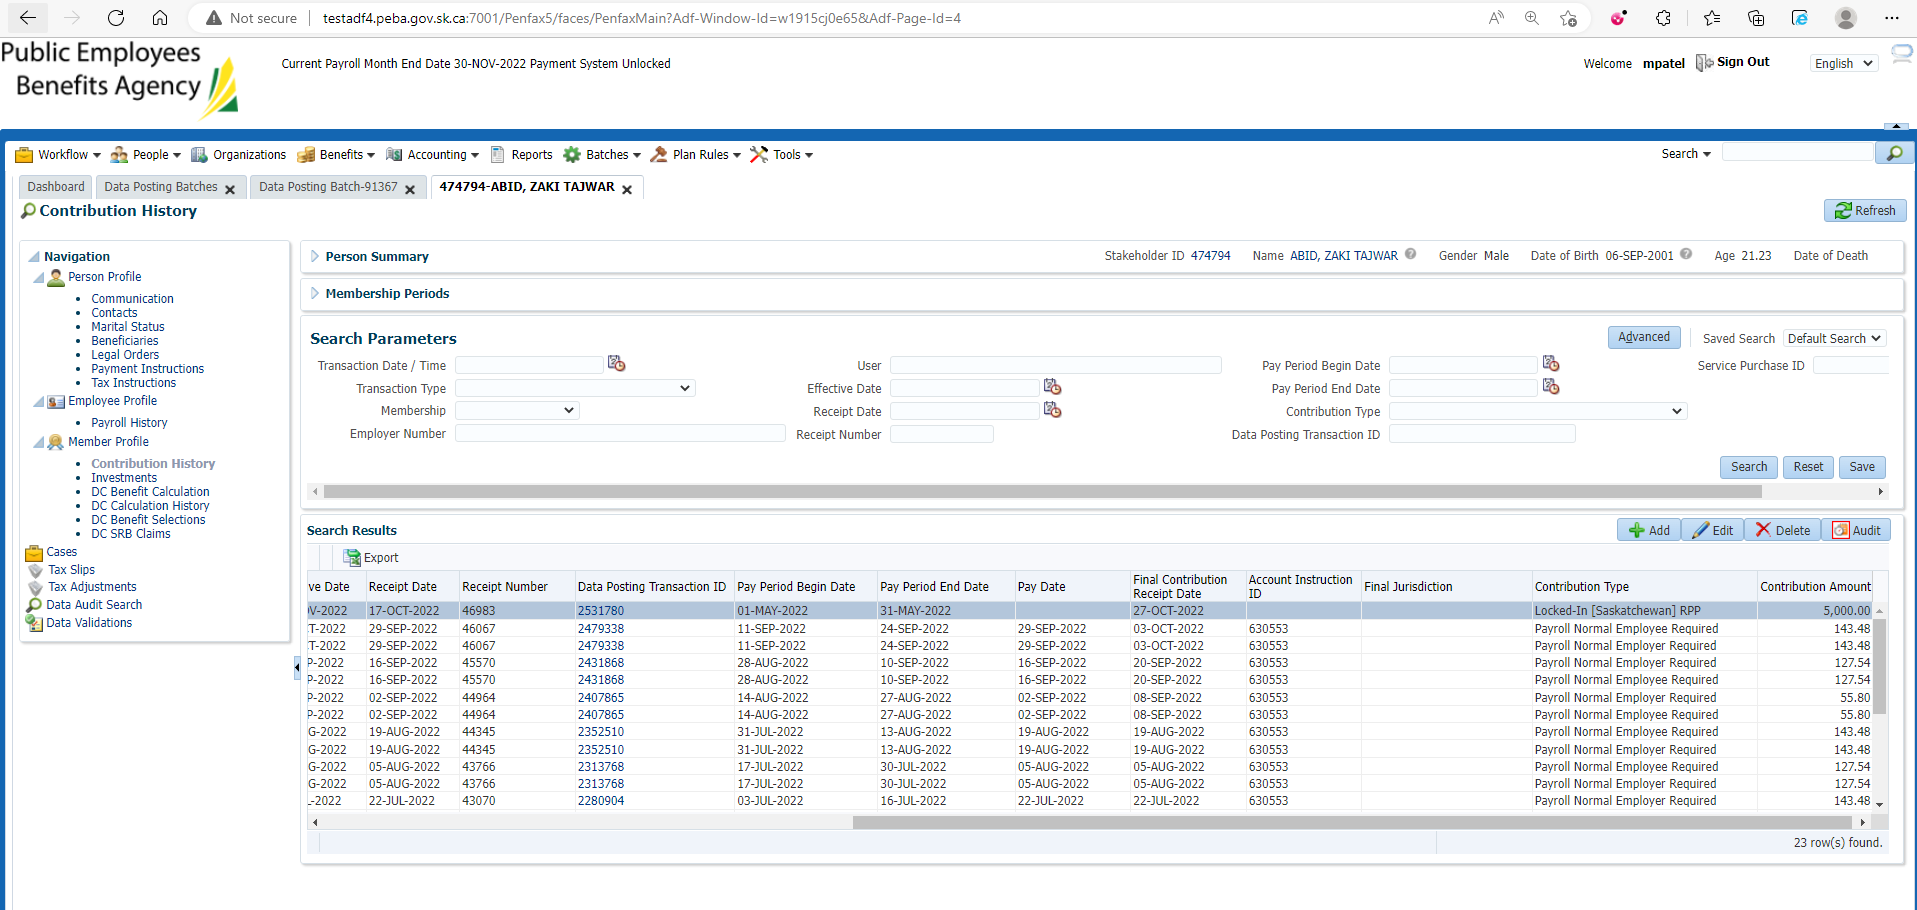 Not secure testadf4.peba.gov.sk.ca:7001/Penfax5/faces/PenfaxMain?Adf-Window-Id=w1915cj0e65&Adf-Page-Id=4
Public Employees
Benefits Agency
Current Payroll Month End Date 30-NOV-2022 Payment System Unlocked
Welcome mpatel Sign Out English
Workflow People Organizations Benefits Accounting Reports Batches Plan Rules Tools Search
Dashboard Data Posting Batches Data Posting Batch-91367 474794-ABID, ZAKI TAJWAR
Contribution History
Refresh
Navigation
Person Profile
Communication
Contacts
Marital Status
Beneficiaries
Legal Orders
Payment Instructions
Tax Instructions
Employee Profile
Payroll History
Member Profile
Contribution History
Investments
DC Benefit Calculation
DC Calculation History
DC Benefit Selections
DC SRB Claims
Cases
Tax Slips
Tax Adjustments
Data Audit Search
Data Validations
Person Summary Stakeholder ID 474794 Name ABID, ZAKI TAJWAR Gender Male Date of Birth 06-SEP-2001 Age 21.23 Date of Death
Membership Periods
Search Parameters Advanced Saved Search Default Search
Transaction Date / Time User Pay Period Begin Date Service Purchase ID
Transaction Type Effective Date Pay Period End Date
Membership Receipt Date Contribution Type
Employer Number Receipt Number Data Posting Transaction ID
Search Reset Save
Search Results Add Edit Delete Audit
Export
ve Date Receipt Date Receipt Number Data Posting Transaction ID Pay Period Begin Date Pay Period End Date Pay Date Final Contribution Receipt Date Account Instruction ID Final Jurisdiction Contribution Type Contribution Amount
OV-2022 17-OCT-2022 46983 2531780 01-MAY-2022 31-MAY-2022 27-OCT-2022 Locked-In [Saskatchewan] RPP 5,000.00
CT-2022 29-SEP-2022 46067 2479338 11-SEP-2022 24-SEP-2022 29-SEP-2022 03-OCT-2022 630553 Payroll Normal Employee Required 143.48
CT-2022 29-SEP-2022 46067 2479338 11-SEP-2022 24-SEP-2022 29-SEP-2022 03-OCT-2022 630553 Payroll Normal Employer Required 143.48
P-2022 16-SEP-2022 45570 2431868 28-AUG-2022 10-SEP-2022 16-SEP-2022 20-SEP-2022 630553 Payroll Normal Employee Required 127.54
P-2022 16-SEP-2022 45570 2431868 28-AUG-2022 10-SEP-2022 16-SEP-2022 20-SEP-2022 630553 Payroll Normal Employer Required 127.54
P-2022 02-SEP-2022 44964 2407865 14-AUG-2022 27-AUG-2022 02-SEP-2022 08-SEP-2022 630553 Payroll Normal Employer Required 55.80
P-2022 02-SEP-2022 44964 2407865 14-AUG-2022 27-AUG-2022 02-SEP-2022 08-SEP-2022 630553 Payroll Normal Employee Required 55.80
G-2022 19-AUG-2022 44345 2352510 31-JUL-2022 13-AUG-2022 19-AUG-2022 19-AUG-2022 630553 Payroll Normal Employee Required 143.48
G-2022 19-AUG-2022 44345 2352510 31-JUL-2022 13-AUG-2022 19-AUG-2022 19-AUG-2022 630553 Payroll Normal Employer Required 143.48
G-2022 05-AUG-2022 43766 2313768 17-JUL-2022 30-JUL-2022 05-AUG-2022 05-AUG-2022 630553 Payroll Normal Employee Required 127.54
G-2022 05-AUG-2022 43766 2313768 17-JUL-2022 30-JUL-2022 05-AUG-2022 05-AUG-2022 630553 Payroll Normal Employer Required 127.54
L-2022 22-JUL-2022 43070 2280904 03-JUL-2022 16-JUL-2022 22-JUL-2022 22-JUL-2022 630553 Payroll Normal Employer Required 143.48
23 row(s) found.